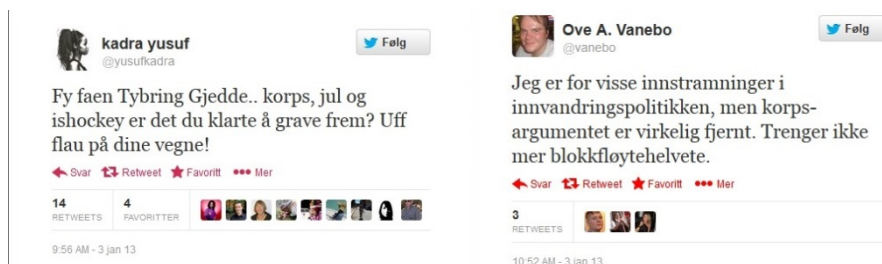 kadra yusuf
@yusufkadra
Følg
Fy faen Tybring Gjedde.. korps, jul og
ishockey er det du klarte å grave frem? Uff
flau på dine vegne!
Svar Retweet Favoritt Mer
14 4
RETWEETS FAVORITTER
9:56 AM - 3 jan 13
Ove A. Vanebo
@vanebo
Følg
Jeg er for visse innstramninger i
innvandringspolitikken, men korps-
argumentet er virkelig fjernt. Trenger ikke
mer blokkfløytehelvete.
Svar Retweet Favoritt Mer
3
RETWEETS
10:52 AM - 3 jan 13